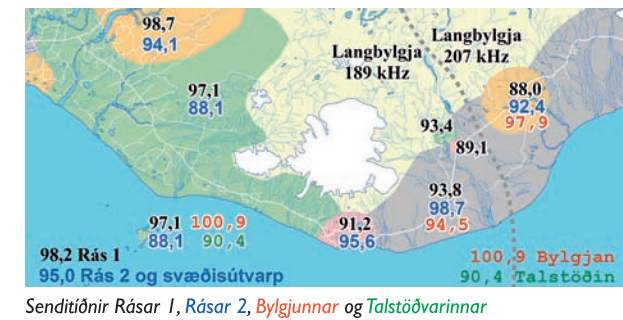 98,7
94,1
Langbylgja
207 kHz
Langbylgja
189 kHz
97,1
88,1
88,0
92,4
97,9
93,4
89,1
93,8
98,7
94,5
97,1 100,9
88,1 90,4
91,2
95,6
98,2 Rás 1
95,0 Rás 2 og svæðisútvarp
100,9 Bylgjan
90,4 Talstöðin
Senditíðnir Rásar 1, Rásar 2, Bylgjunnar og Talstöðvarinnar